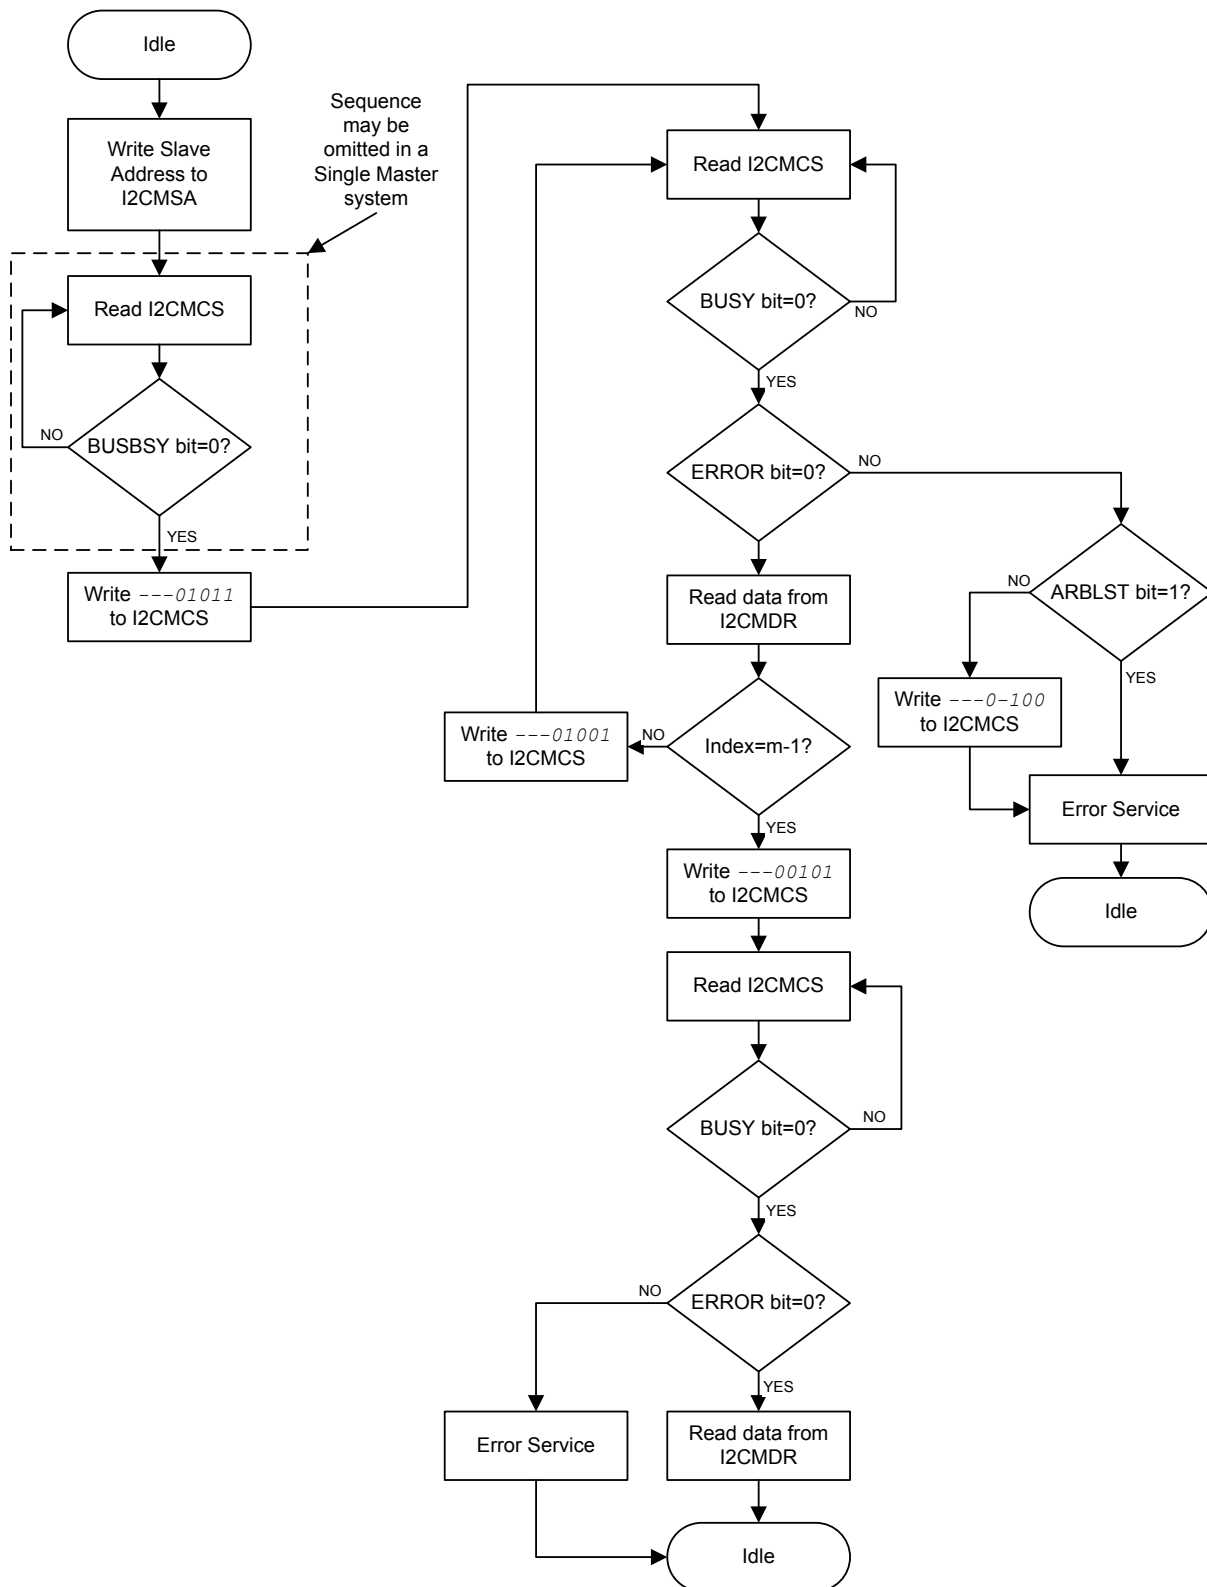 Idle
Write Slave
Address to
I2CMSA
Sequence
may be
omitted in a
Single Master
system
Read I2CMCS
BUSBSY bit=0?
NO
YES
Write ---01011
to I2CMCS
Read I2CMCS
BUSY bit=0?
NO
YES
ERROR bit=0?
NO
Read data from
I2CMDR
Index=m-1?
NO
Write ---01001
to I2CMCS
YES
ARBLST bit=1?
NO
YES
Write ---0-100
to I2CMCS
Error Service
Idle
Write ---00101
to I2CMCS
Read I2CMCS
BUSY bit=0?
NO
YES
ERROR bit=0?
NO
YES
Error Service
Read data from
I2CMDR
Idle